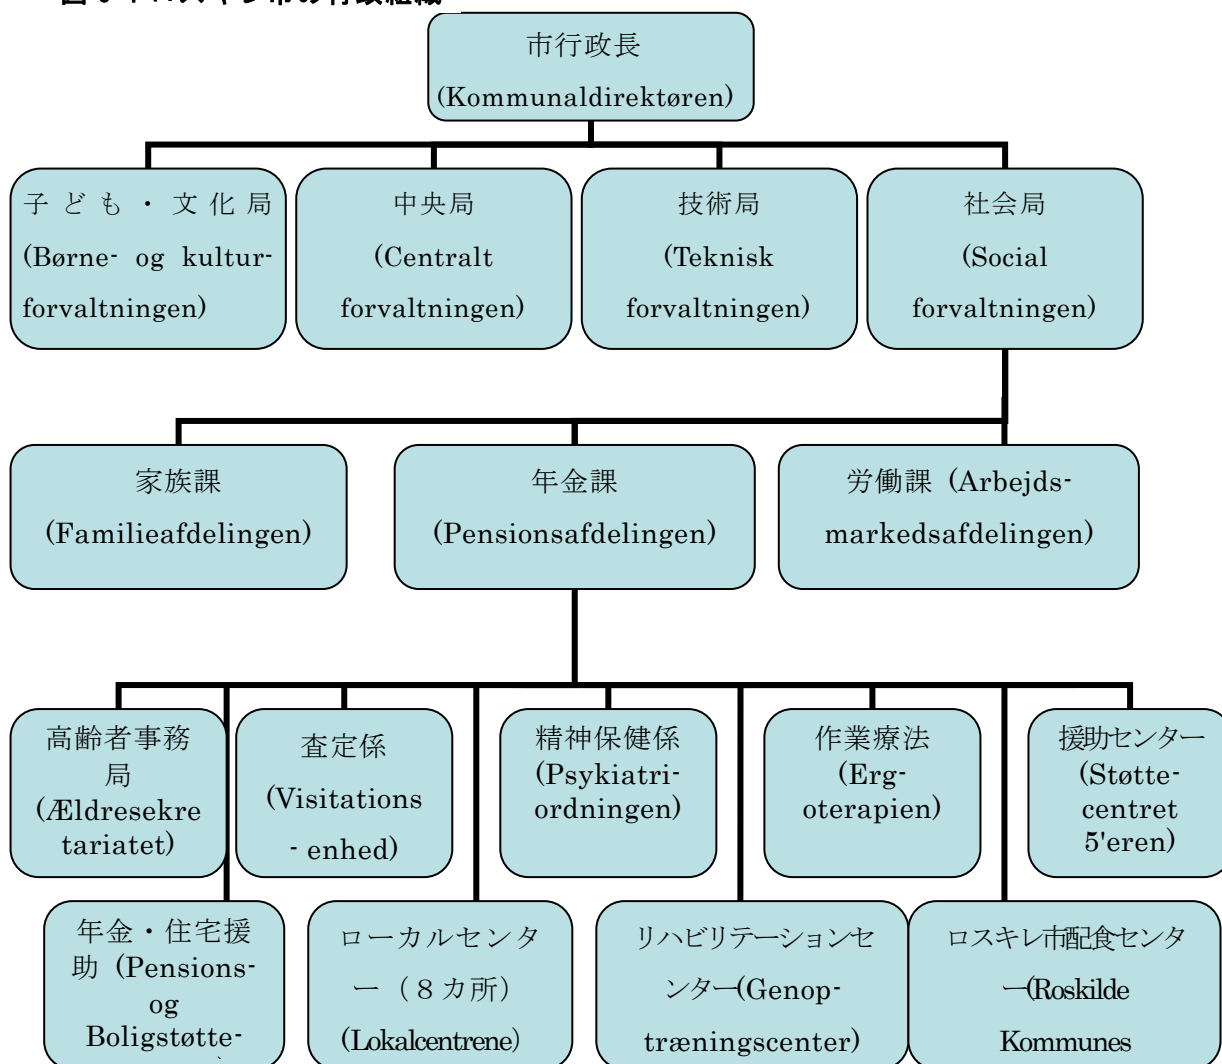 市行政長
(Kommunaldirektøren)
子ども・文化局
(Børne- og kultur-
forvaltningen)
中央局
(Centralt
forvaltningen)
技術局
(Teknisk
forvaltningen)
社会局
(Social
forvaltningen)
家族課
(Familieafdelingen)
年金課
(Pensionsafdelingen)
労働課 (Arbejds-
markedsafdelingen)
高齢者事務
局
(Ældresekre
tariatet)
査定係
(Visitations
- enhed)
精神保健係
(Psykiatri-
ordningen)
作業療法
(Erg-
oterapien)
援助センター
(Støtte-
centret
5'eren)
年金・住宅援
助 (Pensions-
og
Boligstøtte-
ローカルセンタ
ー（８カ所）
(Lokalcentrene)
リハビリテーションセ
ンター(Genop-
træningscenter)
ロスキレ市配食センタ
ー(Roskilde
Kommunes